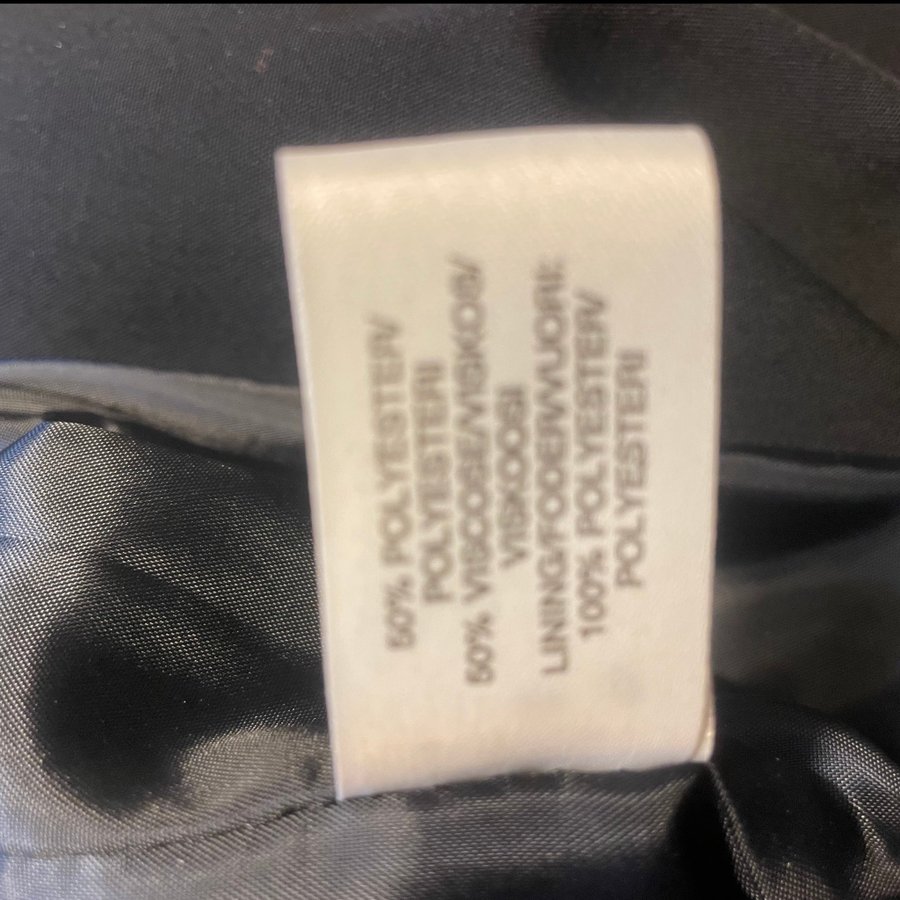 50% POLYESTER/
POLYESTERI
50% VISCOSE/VISKOS/
VISKOOSI
LINING/FODER/VUORI:
100% POLYESTER/
POLYESTERI